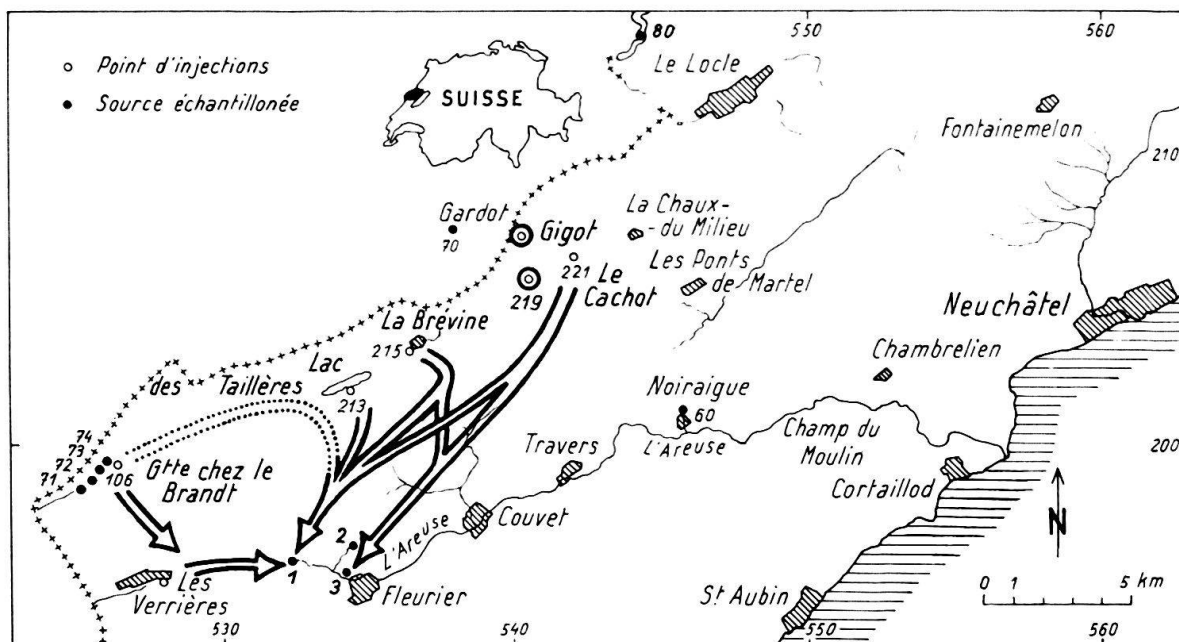 550
560
80
Le Locle
Point d'injections
Source échantillonée
SUISSE
Fontainemelon
210
Gardot
70
Gigot
La Chaux-
-du Milieu
221
Le
Cachot
219
Les Ponts
de Martel
Neuchâtel
La Brévine
215
Lac
des Taillères
213
Chambrelien
Noiraigue
60
L'Areuse
Travers
Champ du
Moulin
200
74
73
72
71
106
Gtte chez le
Brandt
Cortaillod
N
Couvet
L'Areuse
2
1
3
Fleurier
Les
Verrières
St Aubin
0 1 5 km
530
540
550
560